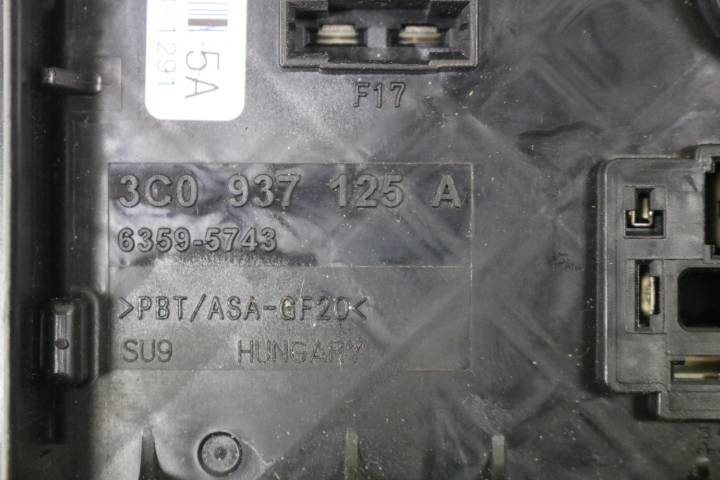 5A
1291
F17
3C0 937 125 A
6359-5743
>PBT/ASA-GF20<
SU9 HUNGARY